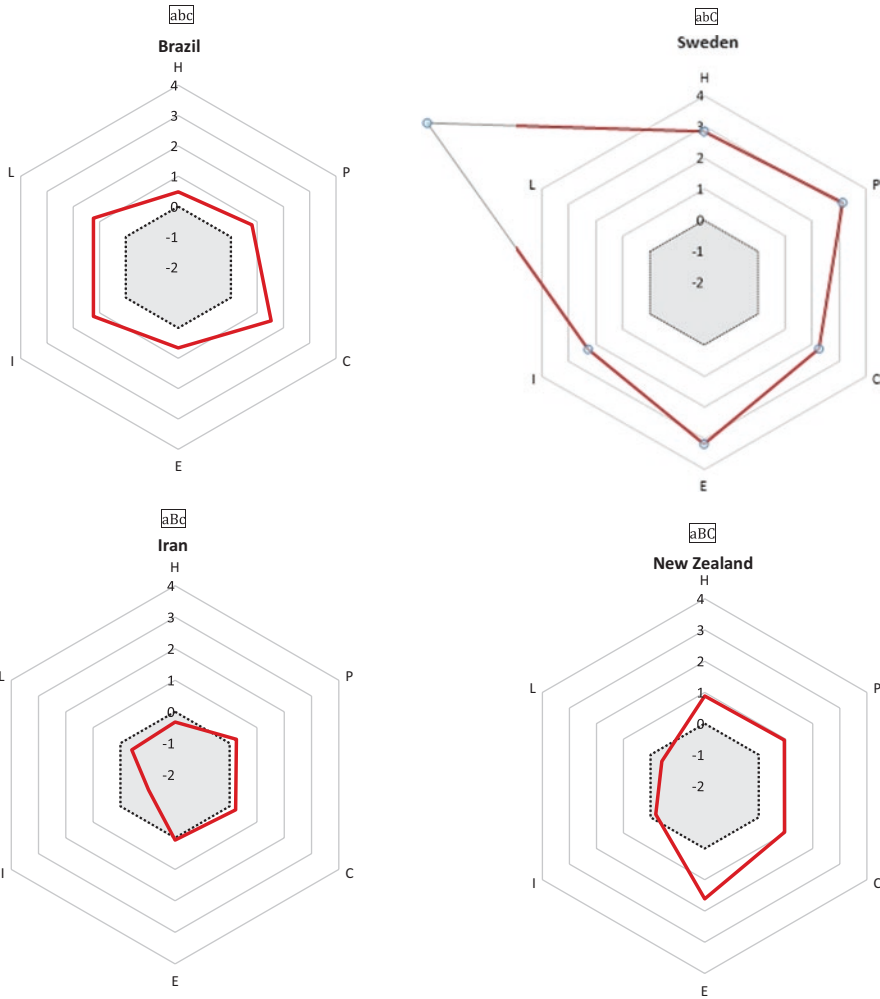 abc
Brazil
H
4
3
2
1
0
-1
-2
L
P
I
C
E
abC
Sweden
H
4
3
2
1
0
-1
-2
L
P
I
C
E
aBc
Iran
H
4
3
2
1
0
-1
-2
L
P
I
C
E
aBC
New Zealand
H
4
3
2
1
0
-1
-2
L
P
I
C
E